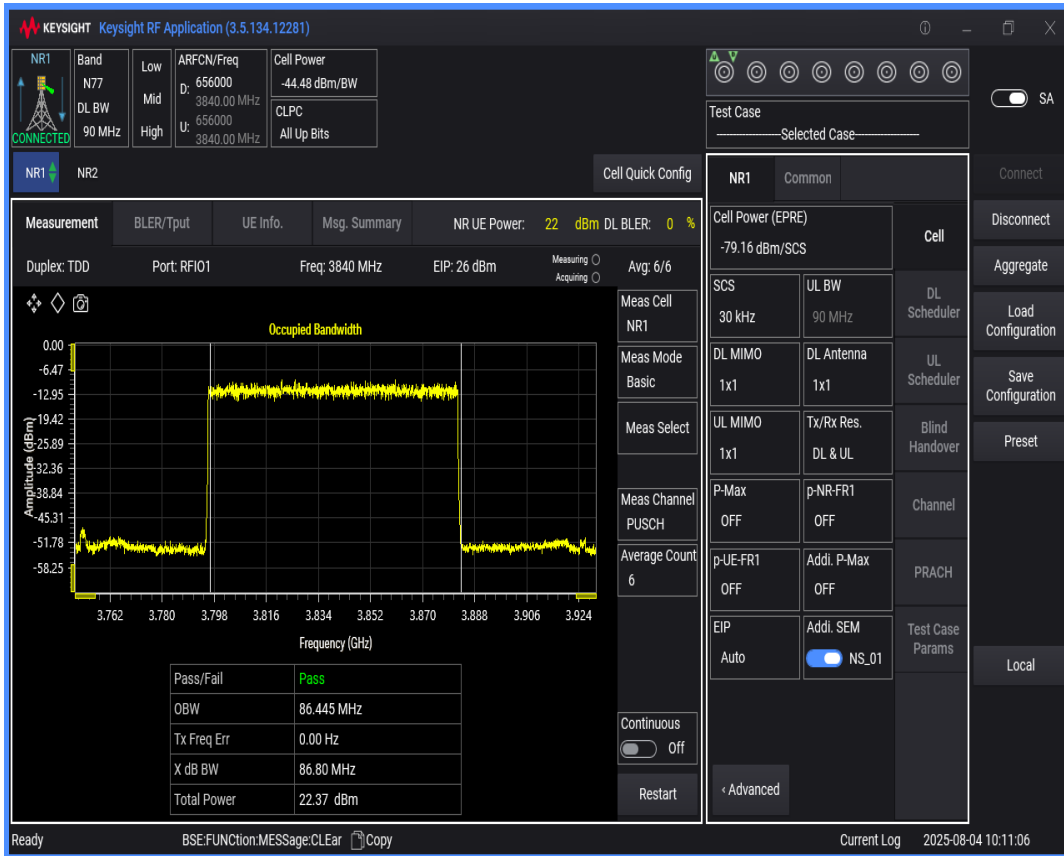 KEYSIGHT Keysight RF Application (3.5.134.12281)
NR1
CONNECTED
Band
N77
DL BW
90 MHz
Low
Mid
High
ARFCN/Freq
D: 656000
3840.00 MHz
U: 656000
3840.00 MHz
Cell Power
-44.48 dBm/BW
CLPC
All Up Bits
Test Case
--------------------Selected Case-----------------
SA
NR1
NR2
Cell Quick Config
NR1
Common
Connect
Measurement
BLER/Tput
UE Info.
Msg. Summary
NR UE Power: 22 dBm DL BLER: 0 %
Duplex: TDD
Port: RFIO1
Freq: 3840 MHz
EIP: 26 dBm
Measuring
Acquiring
Avg: 6/6
Occupied Bandwidth
Amplitude (dBm)
0.00
-6.47
-12.95
-19.42
-25.89
-32.36
-38.84
-45.31
-51.78
-58.25
3.762 3.780 3.798 3.816 3.834 3.852 3.870 3.888 3.906 3.924
Frequency (GHz)
Pass/Fail Pass
OBW 86.445 MHz
Tx Freq Err 0.00 Hz
X dB BW 86.80 MHz
Total Power 22.37 dBm
Meas Cell
NR1
Meas Mode
Basic
Meas Select
Meas Channel
PUSCH
Average Count
6
Continuous
Off
Restart
Cell Power (EPRE)
-79.16 dBm/SCS
SCS
30 kHz
UL BW
90 MHz
DL MIMO
1x1
DL Antenna
1x1
UL MIMO
1x1
Tx/Rx Res.
DL & UL
P-Max
OFF
p-NR-FR1
OFF
p-UE-FR1
OFF
Addi. P-Max
OFF
EIP
Auto
Addi. SEM
NS_01
‹ Advanced
Cell
DL
Scheduler
UL
Scheduler
Blind
Handover
Channel
PRACH
Test Case
Params
Disconnect
Aggregate
Load
Configuration
Save
Configuration
Preset
Local
Ready
BSE:FUNCtion:MESSage:CLEar Copy
Current Log
2025-08-04 10:11:06